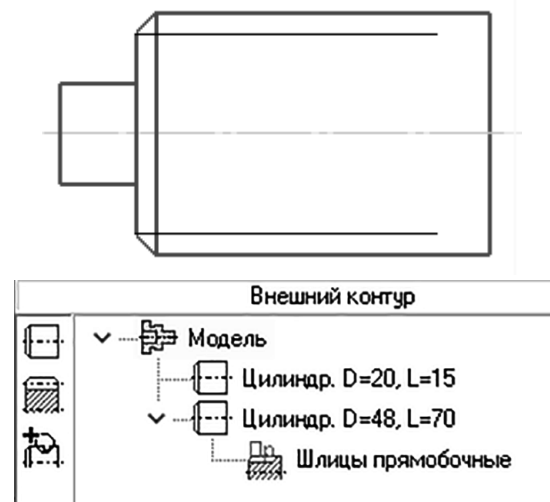 Внешний контур
Модель
Цилиндр. D=20, L=15
Цилиндр. D=48, L=70
Шлицы прямобочные